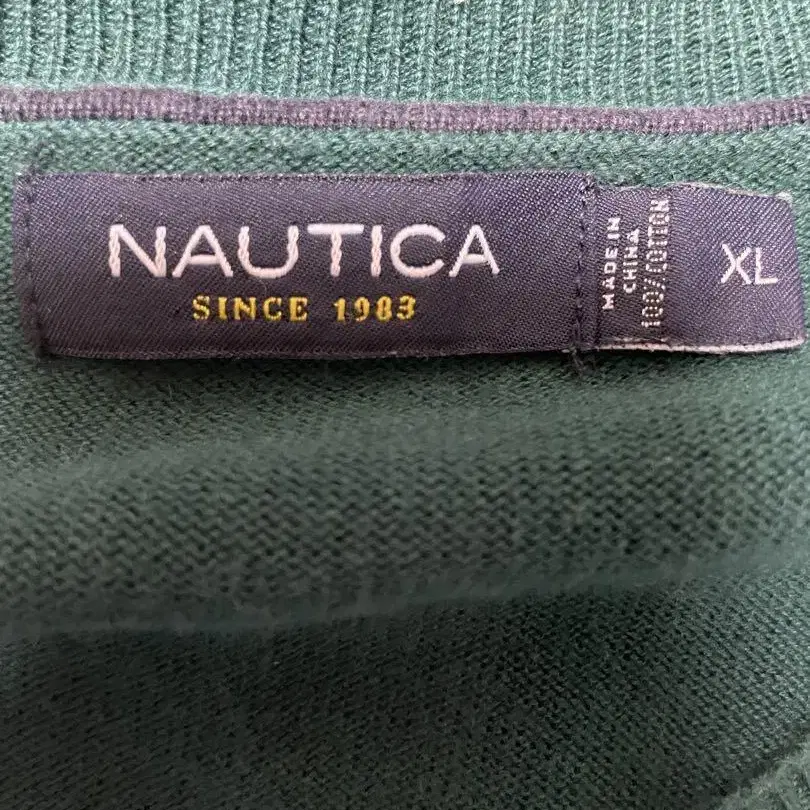 NAUTICA
SINCE 1983
MADE IN
CHINA
100% COTTON
XL